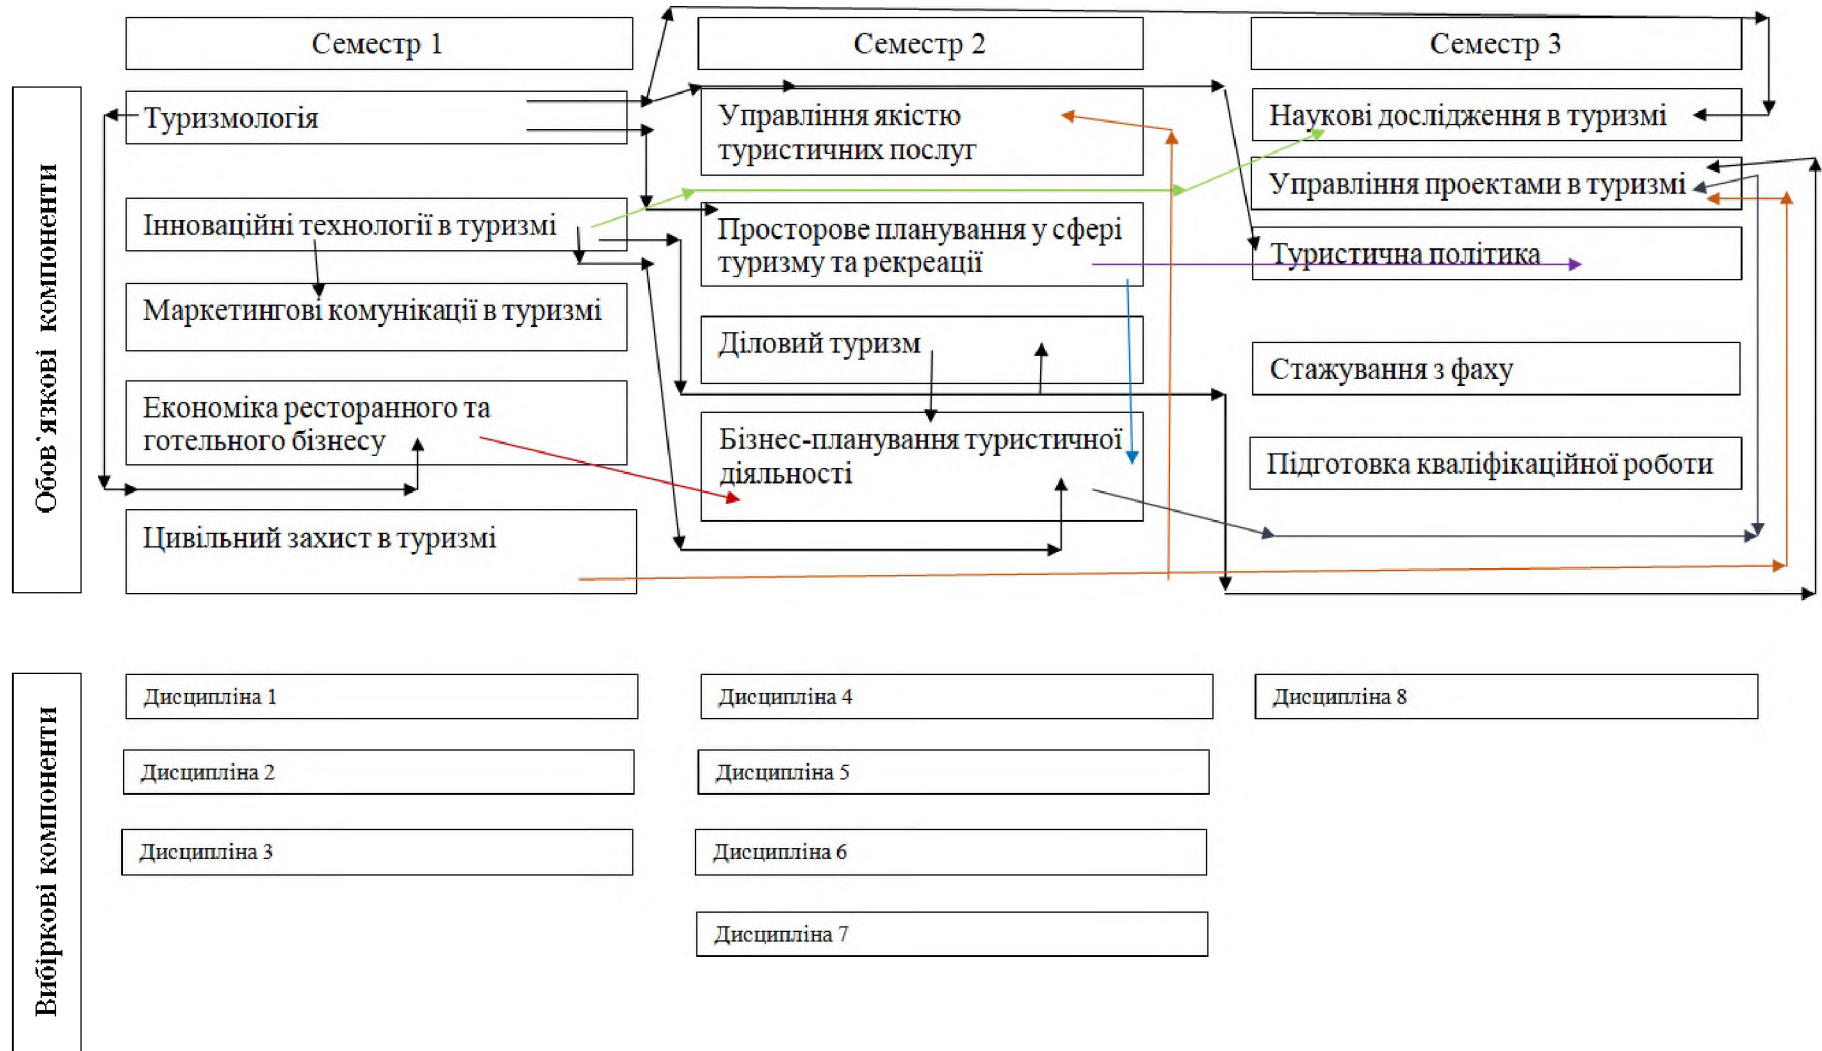 Семестр 1
Семестр 2
Семестр 3
Обов`язкові компоненти
Туризмологія
Управління якістю
туристичних послуг
Наукові дослідження в туризмі
Управління проектами в туризмі
Інноваційні технології в туризмі
Просторове планування у сфері
туризму та рекреації
Туристична політика
Маркетингові комунікації в туризмі
Діловий туризм
Стажування з фаху
Економіка ресторанного та
готельного бізнесу
Бізнес-планування туристичної
діяльності
Підготовка кваліфікаційної роботи
Цивільний захист в туризмі
Вибіркові компоненти
Дисципліна 1
Дисципліна 4
Дисципліна 8
Дисципліна 2
Дисципліна 5
Дисципліна 3
Дисципліна 6
Дисципліна 7